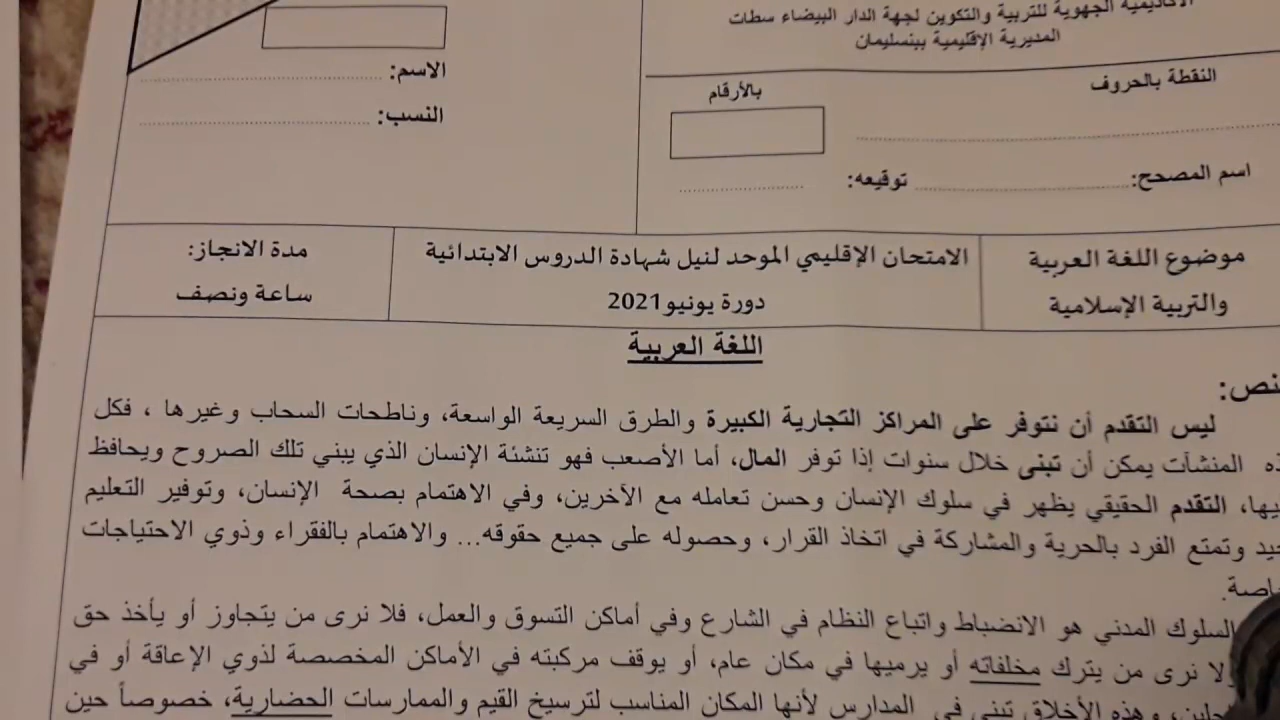 الأكاديمية الجهوية للتربية والتكوين لجهة الدار البيضاء سطات
المديرية الإقليمية ببنسليمان
النقطة بالحروف
بالأرقام
اسم المصحح: توقيعه:
الاسم:
النسب:
موضوع اللغة العربية
والتربية الإسلامية
الامتحان الإقليمي الموحد لنيل شهادة الدروس الابتدائية
دورة يونيو 2021
مدة الانجاز:
ساعة ونصف
اللغة العربية
ليس التقدم أن نتوفر على المراكز التجارية الكبيرة والطرق السريعة الواسعة، وناطحات السحاب وغيرها ، فكل
المنشآت يمكن أن تبنى خلال سنوات إذا توفر المال، أما الأصعب فهو تنشئة الإنسان الذي يبني تلك الصروح ويحافظ
التقدم الحقيقي يظهر في سلوك الإنسان وحسن تعامله مع الآخرين، وفي الاهتمام بصحة الإنسان، وتوفير التعليم
وتمتع الفرد بالحرية والمشاركة في اتخاذ القرار، وحصوله على جميع حقوقه... والاهتمام بالفقراء وذوي الاحتياجات
السلوك المدني هو الانضباط واتباع النظام في الشارع وفي أماكن التسوق والعمل، فلا نرى من يتجاوز أو يأخذ حق
ولا نرى من يترك مخلفاته أو يرميها في مكان عام، أو يوقف مركبته في الأماكن المخصصة لذوي الإعاقة أو في
وهذه الأخلاق تبنى في المدارس لأنها المكان المناسب لترسيخ القيم والممارسات الحضارية، خصوصاً حين